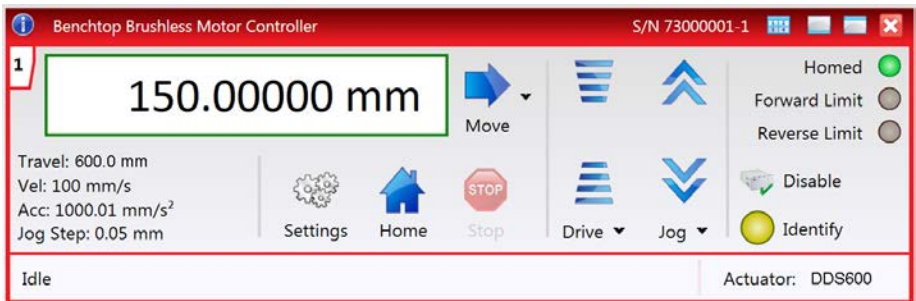 Benchtop Brushless Motor Controller S/N 73000001-1
1
150.00000 mm
Move
Homed
Forward Limit
Reverse Limit
Travel: 600.0 mm
Vel: 100 mm/s
Acc: 1000.01 mm/s²
Jog Step: 0.05 mm
Settings
Home
STOP
Stop
Drive
Jog
Disable
Identify
Idle
Actuator: DDS600